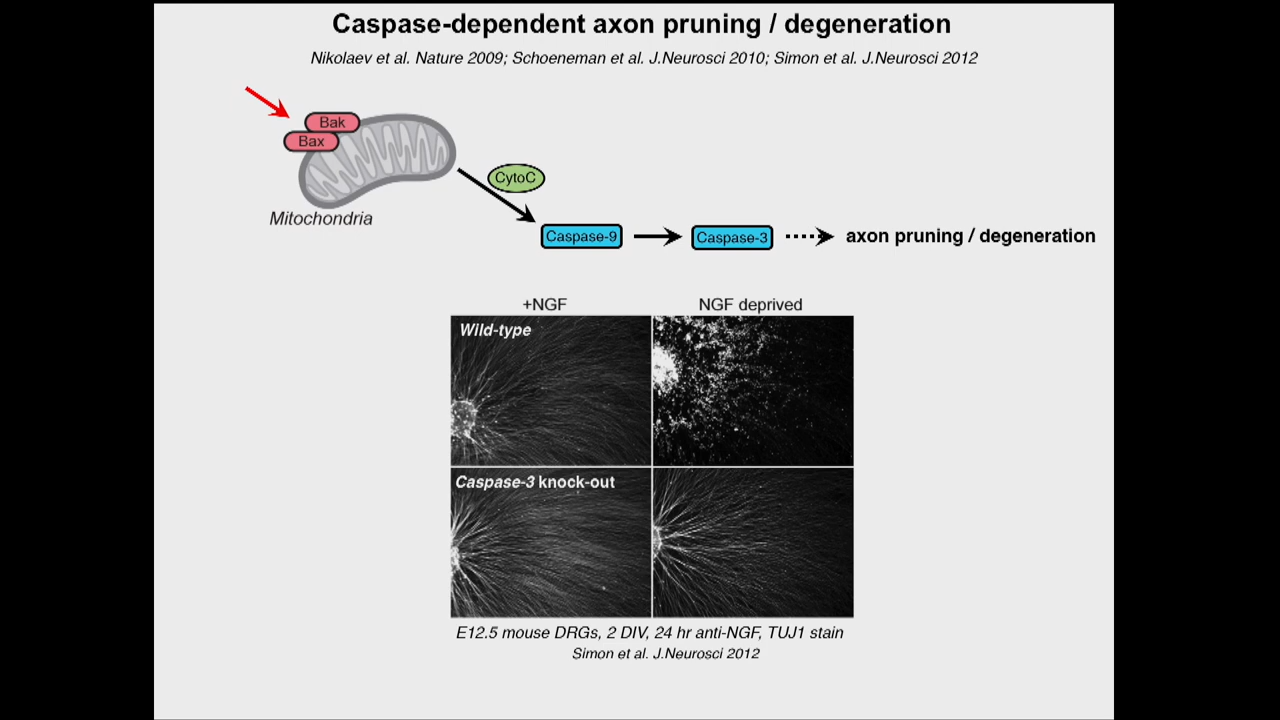 Caspase-dependent axon pruning / degeneration
Nikolaev et al. Nature 2009; Schoeneman et al. J.Neurosci 2010; Simon et al. J.Neurosci 2012
Bak
Bax
CytoC
Mitochondria
Caspase-9
Caspase-3
axon pruning / degeneration
+NGF
NGF deprived
Wild-type
Caspase-3 knock-out
E12.5 mouse DRGs, 2 DIV, 24 hr anti-NGF, TUJ1 stain
Simon et al. J.Neurosci 2012